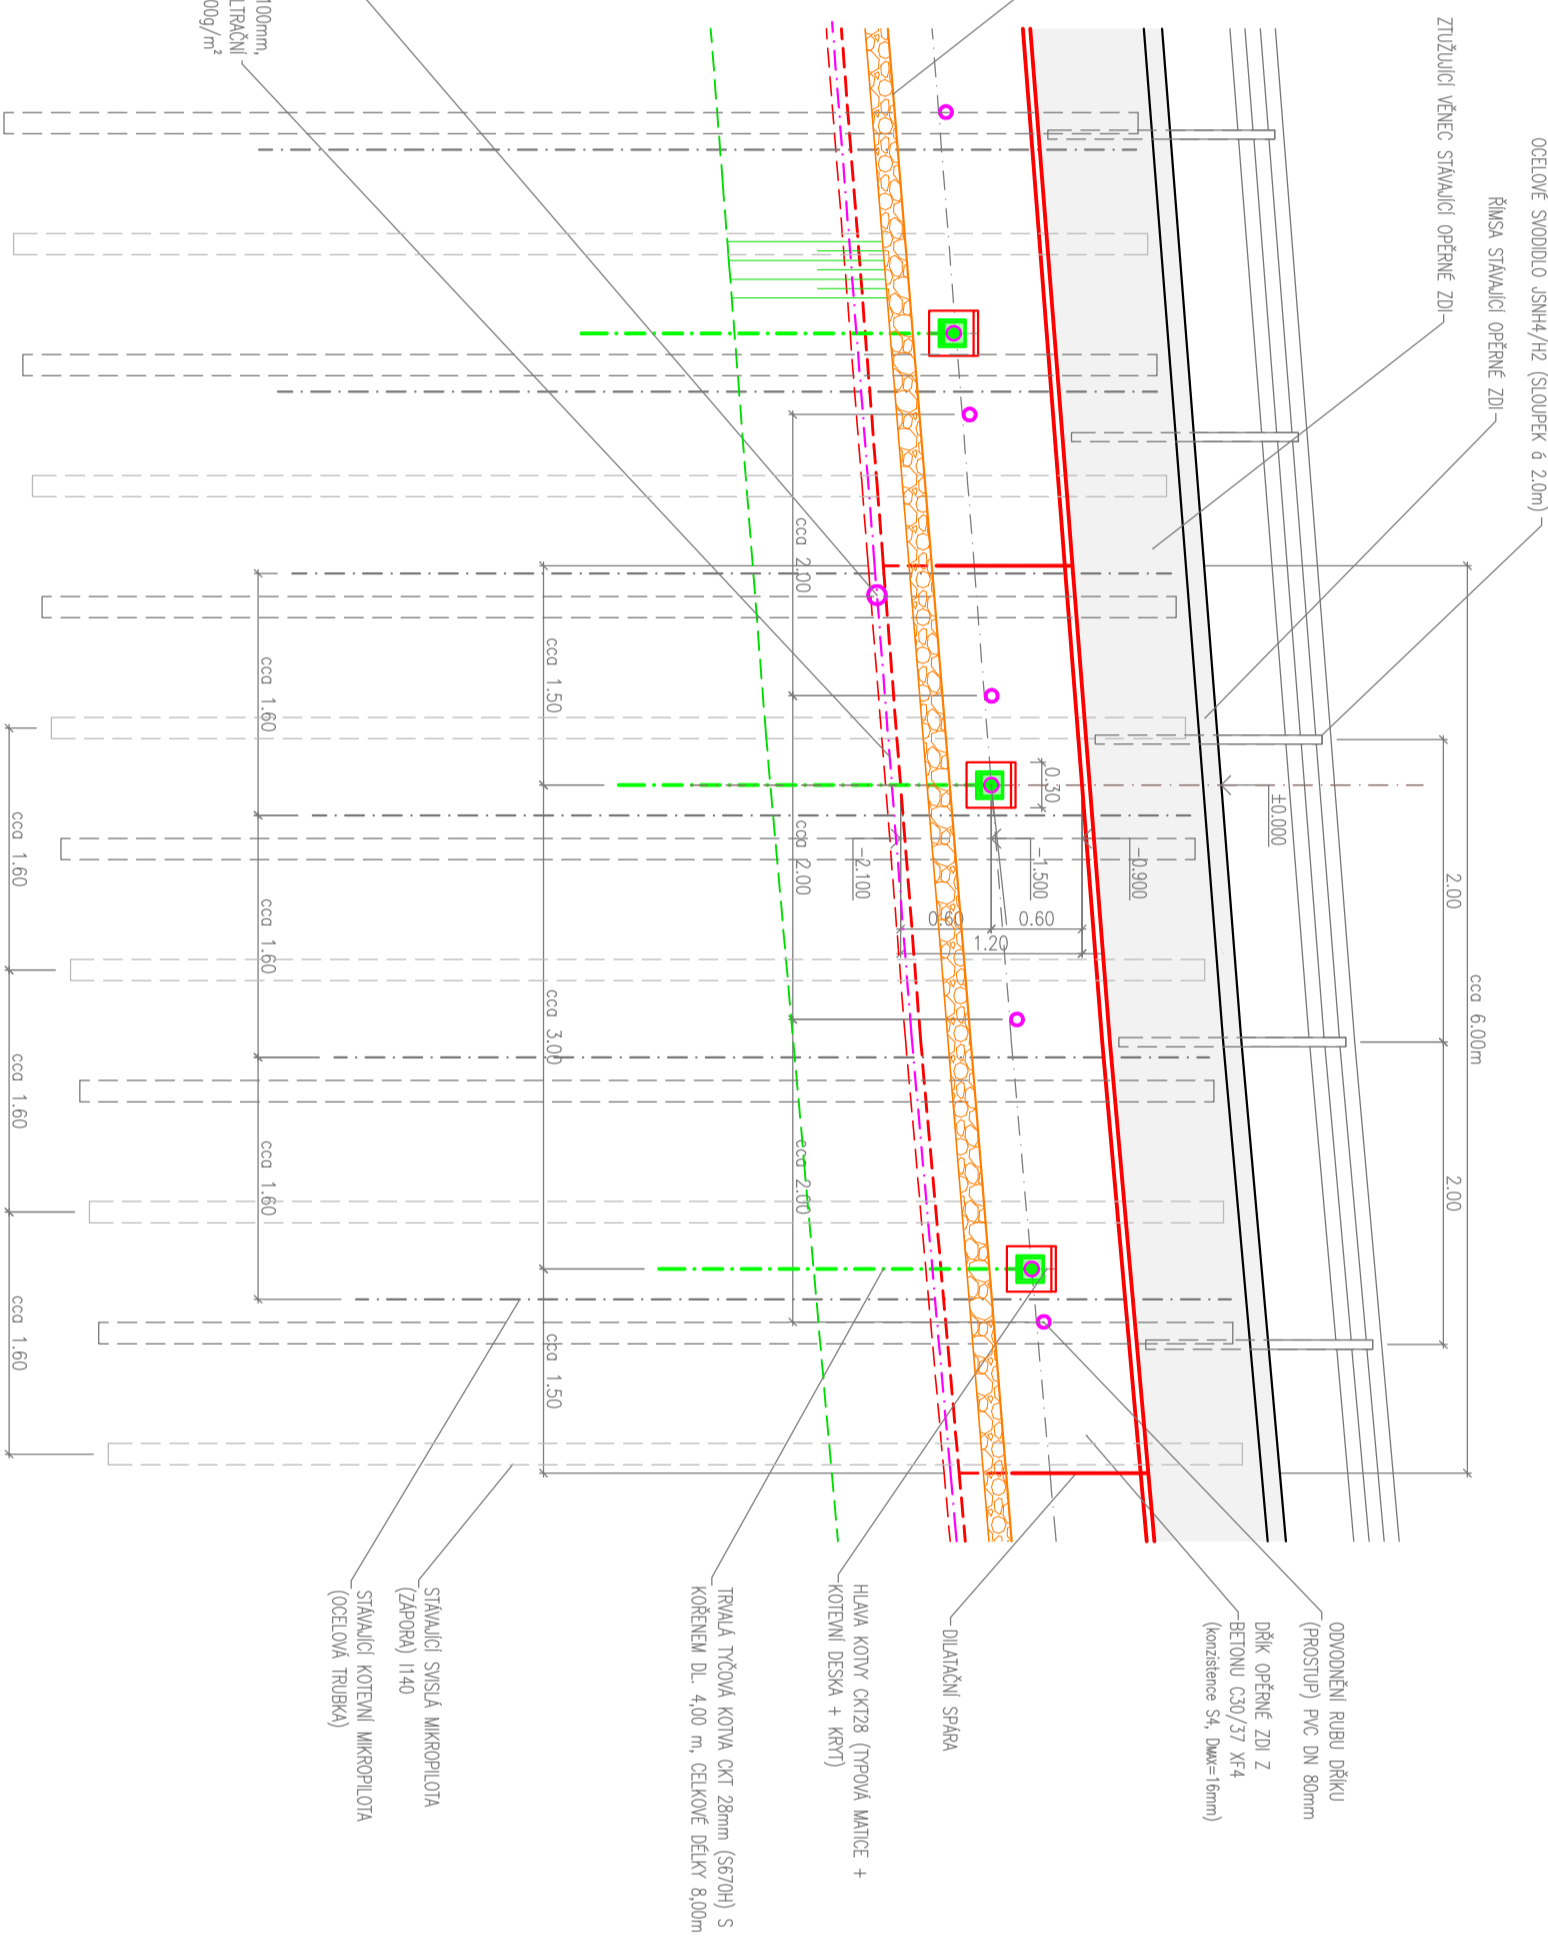 OCELOVÉ SVODIDLO JSNH4/H2 (SLOUPEK á 2.0m)
ŘÍMSA STÁVAJÍCÍ OPĚRNÉ ZDI
ZTUŽUJÍCÍ VĚNEC STÁVAJÍCÍ OPĚRNÉ ZDI
100mm,
LTRAČNÍ
00g/m²
cca 6.00m
2.00
2.00
±0.000
-0.900
-1.500
-2.100
0.30
0.60
0.60
1.20
cca 2.00
cca 2.00
cca 2.00
cca 1.50
cca 3.00
cca 1.50
cca 1.60
cca 1.60
cca 1.60
cca 1.60
cca 1.60
cca 1.60
ODVODNĚNÍ RUBU DŘÍKU
(PROSTUP) PVC DN 80mm
DŘÍK OPĚRNÉ ZDI Z
BETONU C30/37 XF4
(konzistence S4, DMAX=16mm)
DILATAČNÍ SPÁRA
HLAVA KOTVY CKT28 (TYPOVÁ MATICE +
KOTEVNÍ DESKA + KRYT)
TRVALÁ TYČOVÁ KOTVA CKT 28mm (S670H) S
KOŘENEM DL. 4,00 m, CELKOVÉ DÉLKY 8,00m
STÁVAJÍCÍ SVISLÁ MIKROPILOTA
(ZÁPORA) I140
STÁVAJÍCÍ KOTEVNÍ MIKROPILOTA
(OCELOVÁ TRUBKA)